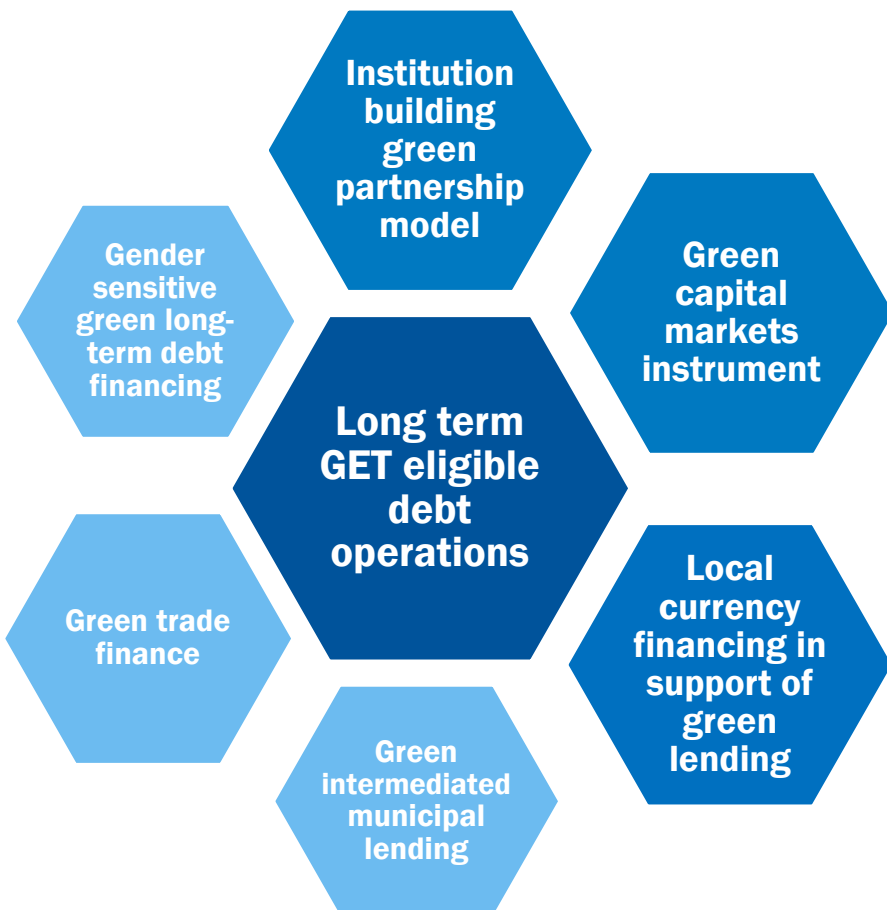 Institution
building
green
partnership
model
Gender
sensitive
green long-
term debt
financing
Green
capital
markets
instrument
Long term
GET eligible
debt
operations
Green trade
finance
Local
currency
financing in
support of
green
lending
Green
intermediated
municipal
lending